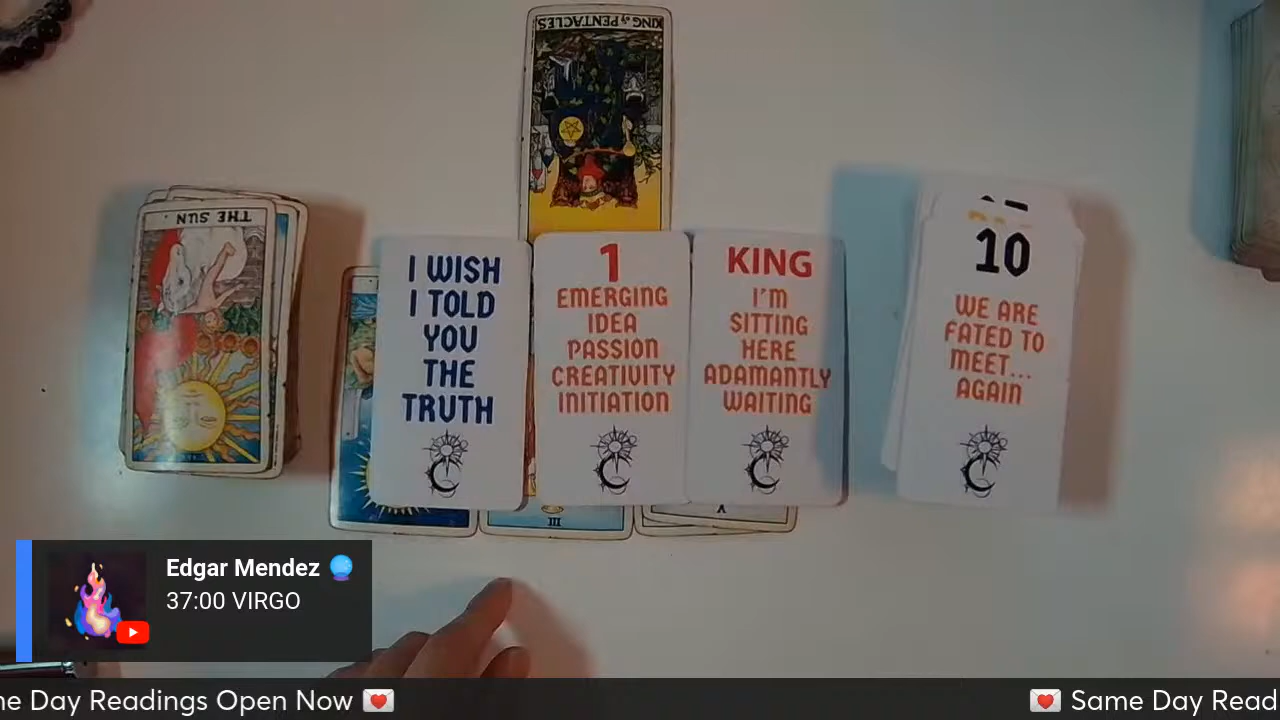 KING of PENTACLES
THE SUN
I WISH
I TOLD
YOU
THE
TRUTH
1
EMERGING
IDEA
PASSION
CREATIVITY
INITIATION
KING
I'M
SITTING
HERE
ADAMANTLY
WAITING
10
WE ARE
FATED TO
MEET...
AGAIN
III
V
Edgar Mendez 🔮
37:00 VIRGO
me Day Readings Open Now 💌
💌 Same Day Read